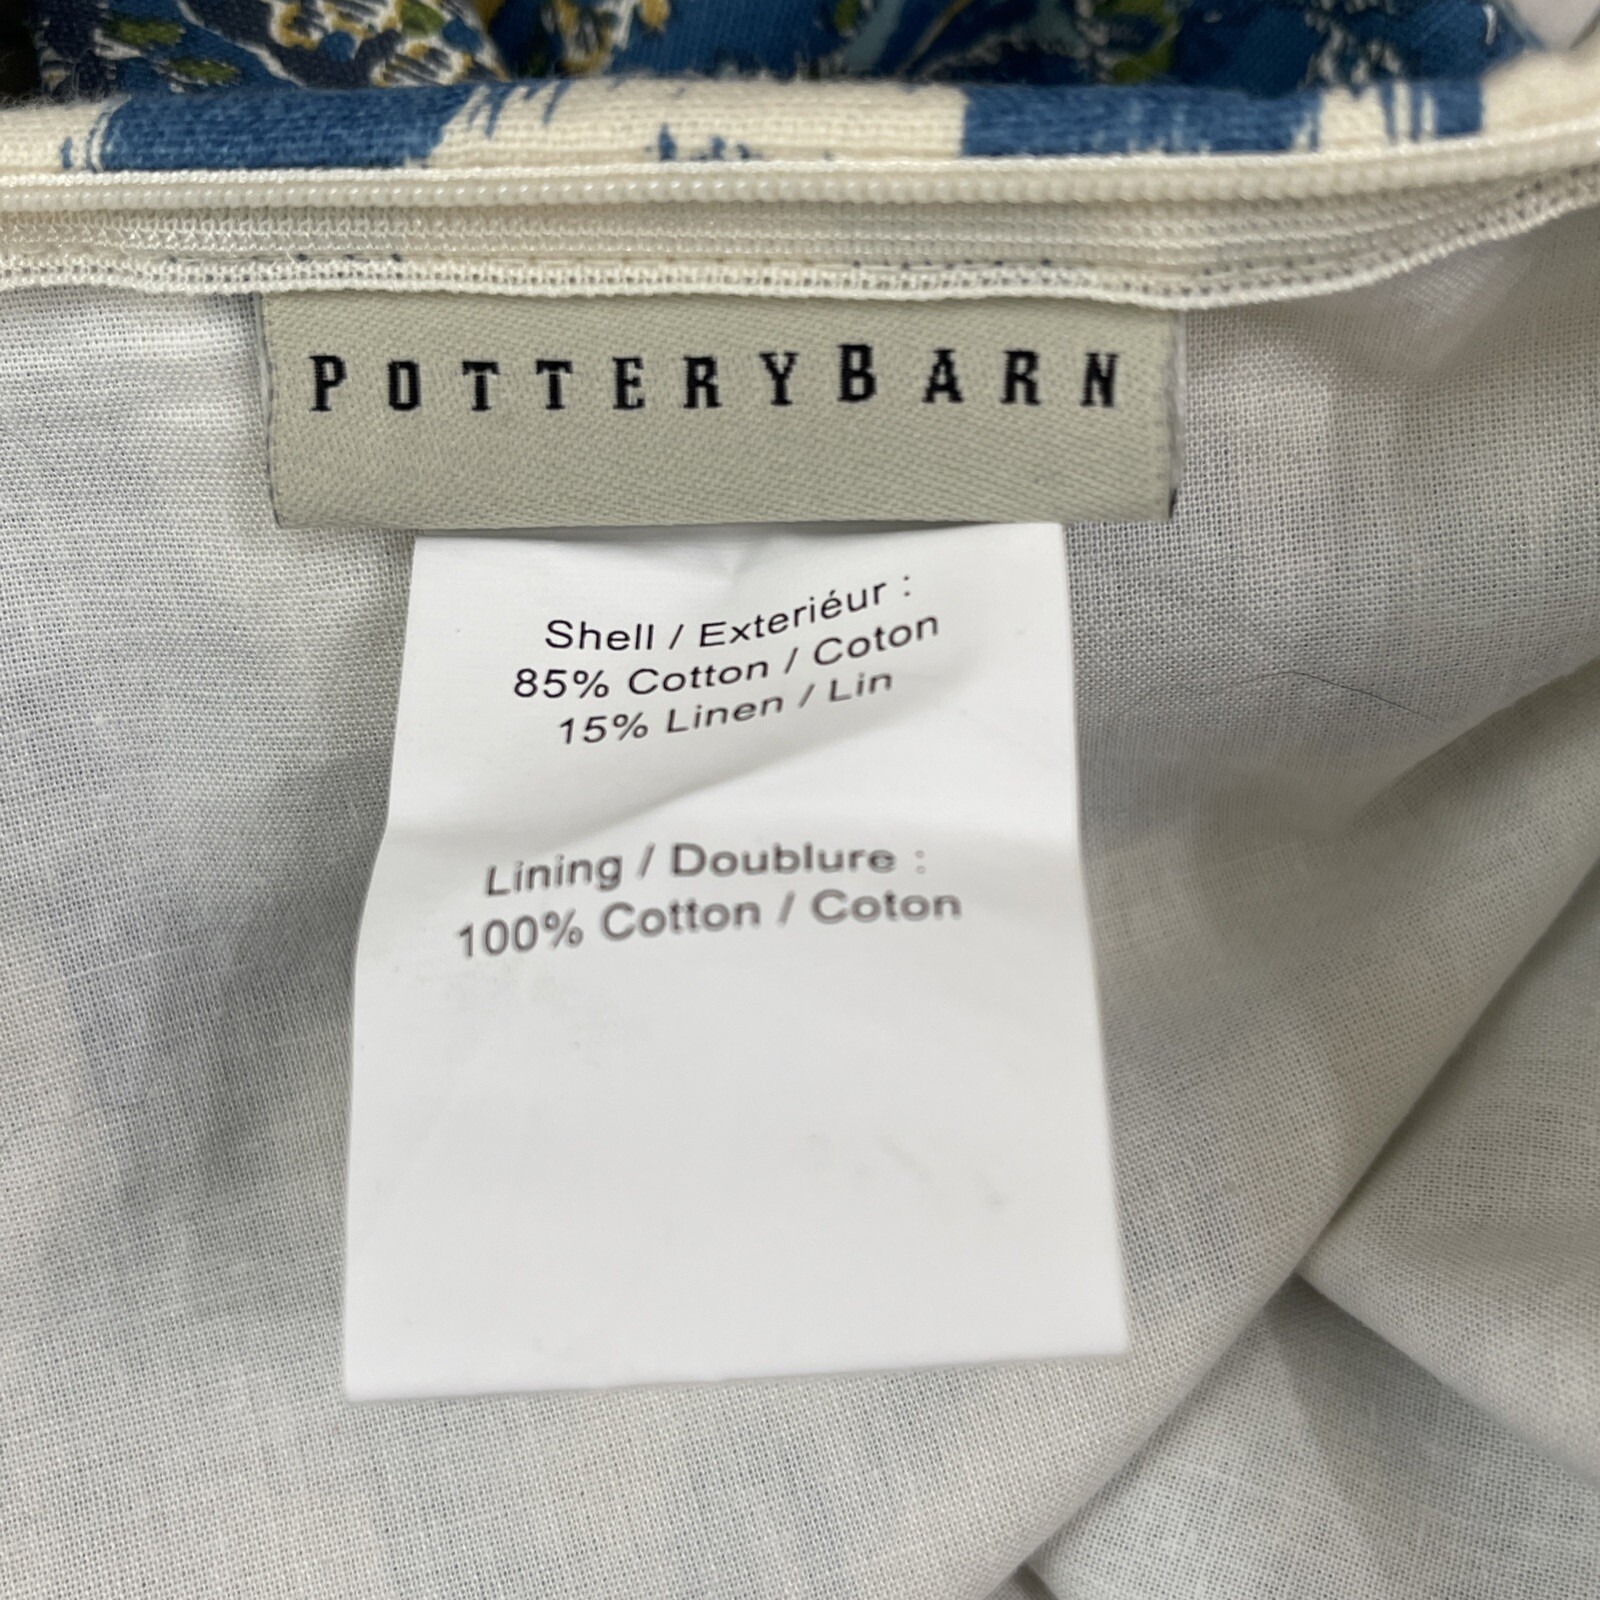 POTTERYBARN
Shell / Exteriéur :
85% Cotton / Coton
15% Linen / Lin
Lining / Doublure :
100% Cotton / Coton